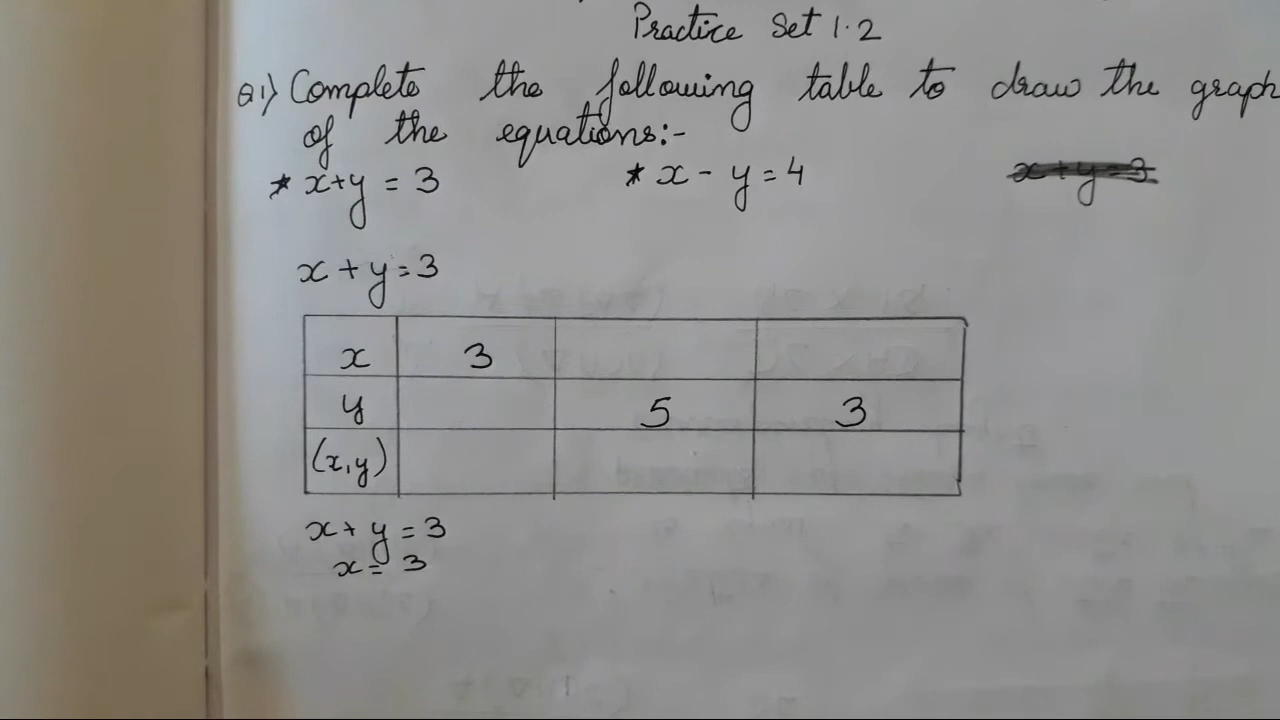 Practice Set 1.2
Q1) Complete the following table to draw the graph
of the equations:-
* x+y = 3 * x - y = 4 x + y = 3
x + y = 3
x 3
y 5 3
(x,y)
x + y = 3
x = 3